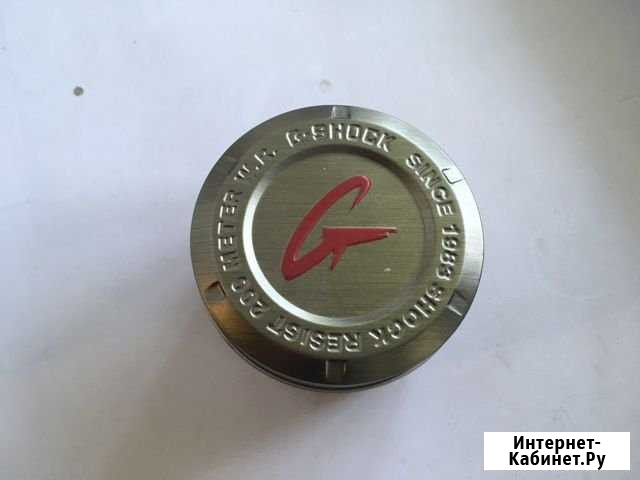 G-SHOCK SINCE 1983 SHOCK RESIST 200 METER W.R.
G
Интернет-
Кабинет.Ру